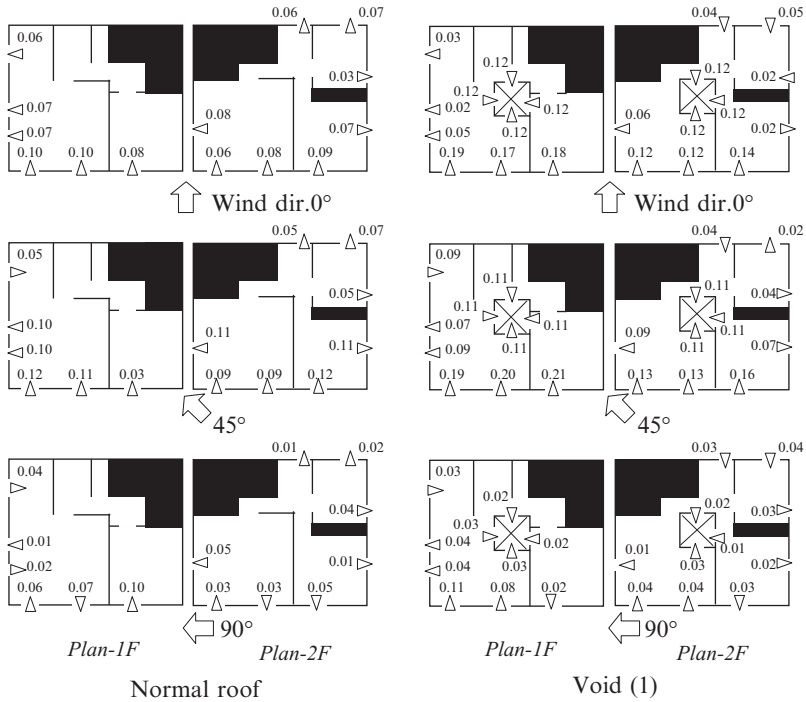 0.06 0.07 0.04 0.05
0.06 0.03
0.12 0.12
0.03 0.02
0.12 0.12
0.07 0.08 0.02 0.12 0.06 0.12
0.07 0.07 0.05 0.12 0.12 0.02
0.10 0.10 0.08 0.06 0.08 0.09 0.19 0.17 0.18 0.12 0.12 0.14
Wind dir.0° Wind dir.0°
0.05 0.07 0.04 0.02
0.05 0.09
0.11 0.11
0.05 0.04
0.11 0.11
0.10 0.11 0.07 0.11 0.09 0.11
0.10 0.11 0.09 0.11 0.11 0.07
0.12 0.11 0.03 0.09 0.09 0.12 0.19 0.20 0.21 0.13 0.13 0.16
45° 45°
0.01 0.02 0.03 0.04
0.04 0.03
0.02 0.02
0.04 0.03
0.03
0.01 0.05 0.04 0.02 0.01 0.01
0.02 0.01 0.04 0.03 0.03 0.02
0.06 0.07 0.10 0.03 0.03 0.05 0.11 0.08 0.02 0.04 0.04 0.03
90° 90°
Plan-1F Plan-2F Plan-1F Plan-2F
Normal roof Void (1)